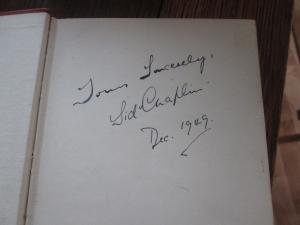 Yours Sincerely,
Sid Chaplin
Dec. 1949.